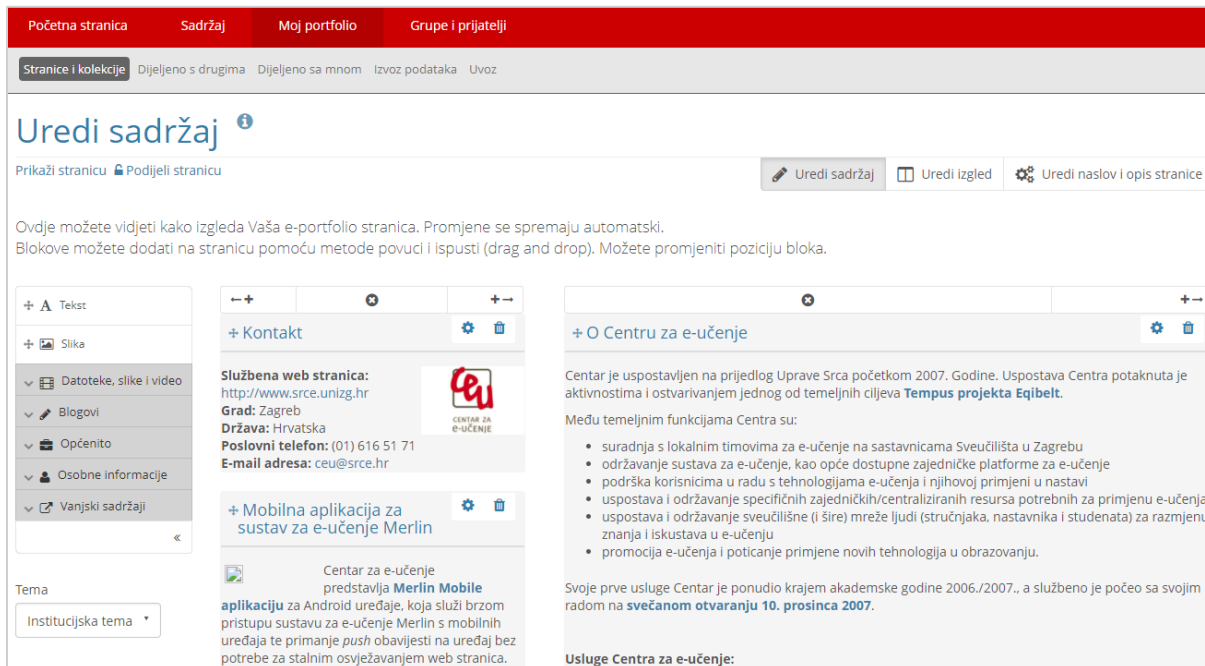 Početna stranica Sadržaj Moj portfolio Grupe i prijatelji
Stranice i kolekcije Dijeljeno s drugima Dijeljeno sa mnom Izvoz podataka Uvoz
Uredi sadržaj
Prikaži stranicu Podijeli stranicu
Uredi sadržaj Uredi izgled Uredi naslov i opis stranice
Ovdje možete vidjeti kako izgleda Vaša e-portfolio stranica. Promjene se spremaju automatski.
Blokove možete dodati na stranicu pomoću metode povuci i ispusti (drag and drop). Možete promjeniti poziciju bloka.
A Tekst
Slika
Datoteke, slike i video
Blogovi
Općenito
Osobne informacije
Vanjski sadržaji
«
Tema
Institucijska tema
Kontakt
Službena web stranica:
http://www.srce.unizg.hr
Grad: Zagreb
Država: Hrvatska
Poslovni telefon: (01) 616 51 71
E-mail adresa: ceu@srce.hr
ceu
CENTAR ZA
e-UČENJE
Mobilna aplikacija za
sustav za e-učenje Merlin
Centar za e-učenje
predstavlja Merlin Mobile
aplikaciju za Android uređaje, koja služi brzom
pristupu sustavu za e-učenje Merlin s mobilnih
uređaja te primanje push obavijesti na uređaj bez
potrebe za stalnim osvježavanjem web stranica.
O Centru za e-učenje
Centar je uspostavljen na prijedlog Uprave Srca početkom 2007. Godine. Uspostava Centra potaknuta je
aktivnostima i ostvarivanjem jednog od temeljnih ciljeva Tempus projekta Eqibelt.
Među temeljnim funkcijama Centra su:
• suradnja s lokalnim timovima za e-učenje na sastavnicama Sveučilišta u Zagrebu
• održavanje sustava za e-učenje, kao opće dostupne zajedničke platforme za e-učenje
• podrška korisnicima u radu s tehnologijama e-učenja i njihovoj primjeni u nastavi
• uspostava i održavanje specifičnih zajedničkih/centraliziranih resursa potrebnih za primjenu e-učenja
• uspostava i održavanje sveučilišne (i šire) mreže ljudi (stručnjaka, nastavnika i studenata) za razmjenu
znanja i iskustava u e-učenju
• promocija e-učenja i poticanje primjene novih tehnologija u obrazovanju.
Svoje prve usluge Centar je ponudio krajem akademske godine 2006./2007., a službeno je počeo sa svojim
radom na svečanom otvaranju 10. prosinca 2007.
Usluge Centra za e-učenje: